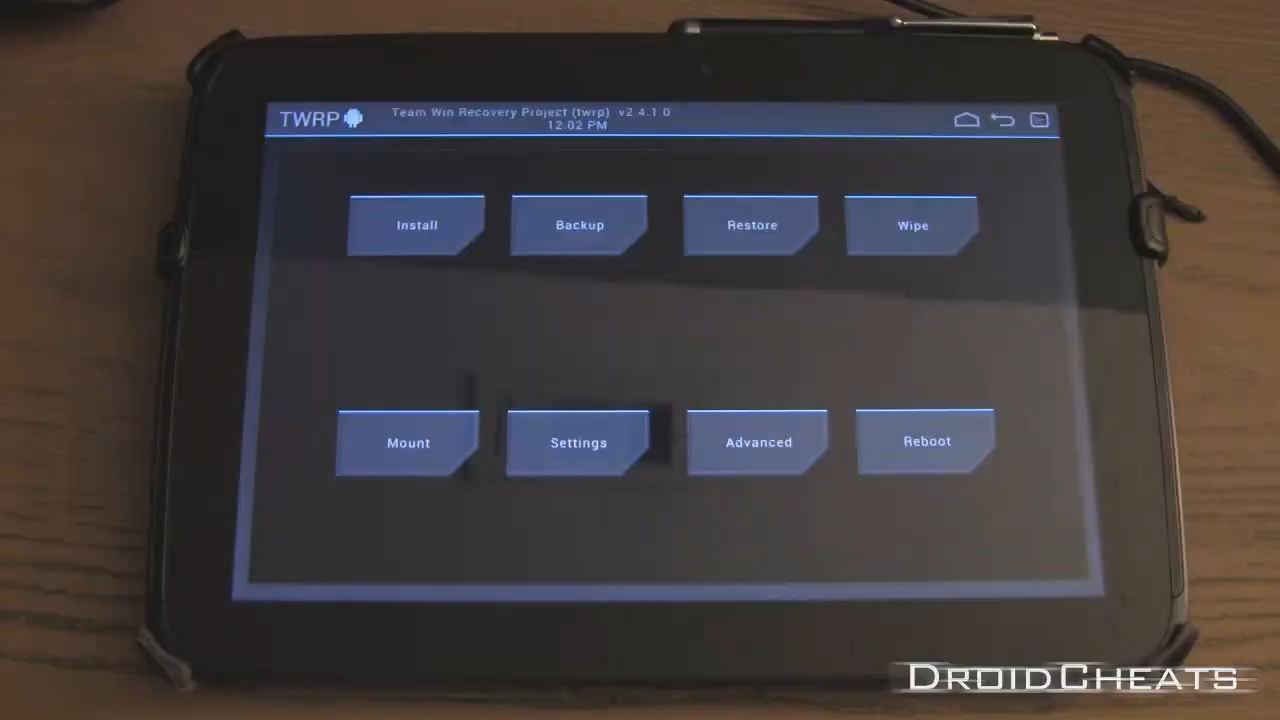 TWRP
Team Win Recovery Project (twrp) v2.4.1.0
12:02 PM
Install
Backup
Restore
Wipe
Mount
Settings
Advanced
Reboot
DROIDCHEATS